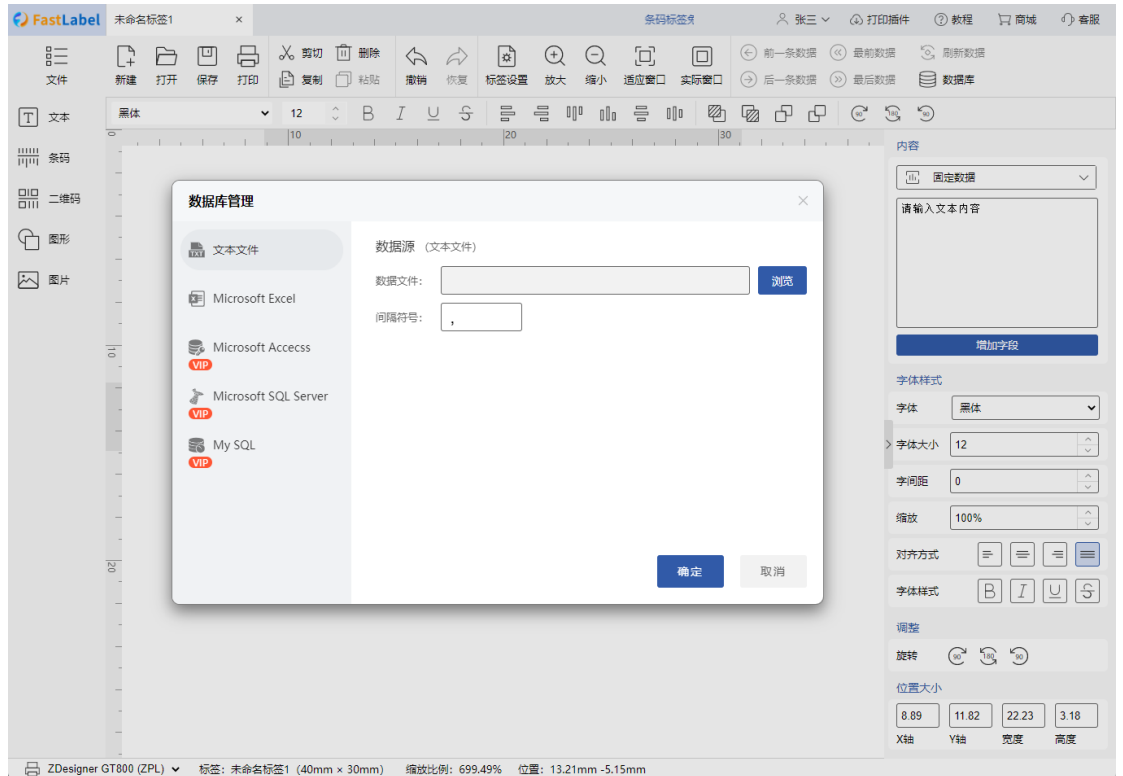 FastLabel 未命名标签1 × 条码标签免 张三 打印插件 教程 商城 客服
文件 新建 打开 保存 打印 剪切 复制 删除 粘贴 撤销 恢复 标签设置 放大 缩小 适应窗口 实际窗口 前一条数据 后一条数据 最前数据 最后数据 刷新数据 数据库
黑体 12 B I U S 90 180 90
文本
条码
二维码
图形
图片
0 10 20 30
10
20
数据库管理
文本文件
Microsoft Excel
Microsoft Accecss
VIP
Microsoft SQL Server
VIP
My SQL
VIP
数据源 (文本文件)
数据文件: 浏览
间隔符号: ,
确定 取消
内容
固定数据
请输入文本内容
增加字段
字体样式
字体 黑体
字体大小 12
字间距 0
缩放 100%
对齐方式
字体样式 B I U S
调整
旋转 90 180 90
位置大小
8.89 11.82 22.23 3.18
X轴 Y轴 宽度 高度
ZDesigner GT800 (ZPL) 标签: 未命名标签1 (40mm × 30mm) 缩放比例: 699.49% 位置: 13.21mm -5.15mm